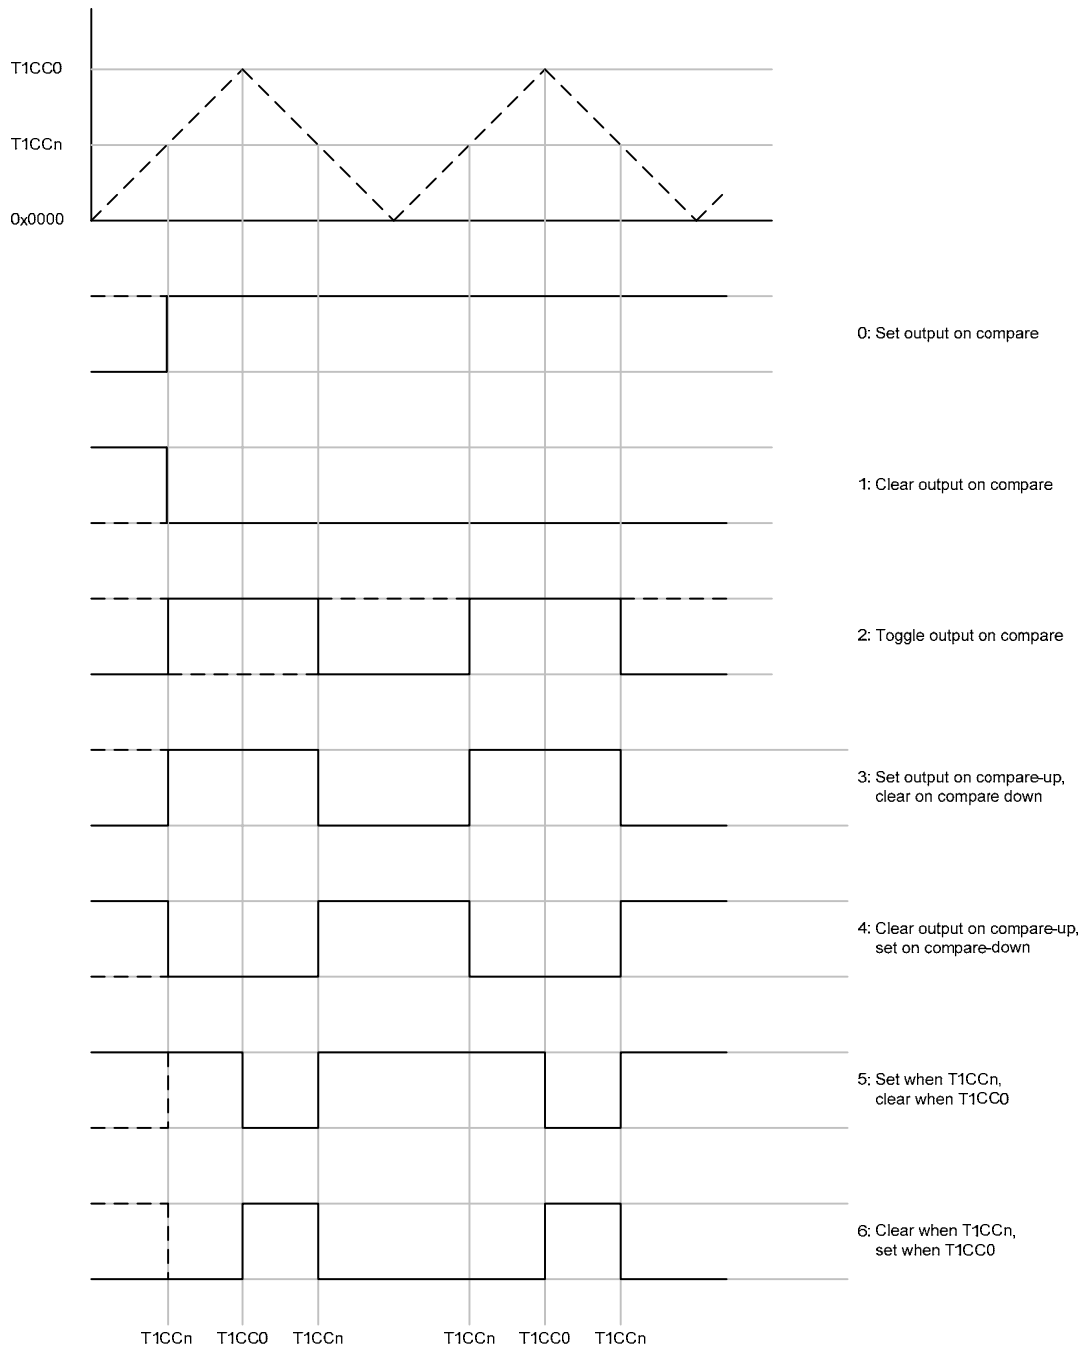 T1CC0
T1CCn
0x0000
0: Set output on compare
1: Clear output on compare
2: Toggle output on compare
3: Set output on compare-up,
clear on compare down
4: Clear output on compare-up,
set on compare-down
5: Set when T1CCn,
clear when T1CC0
6: Clear when T1CCn,
set when T1CC0
T1CCn T1CC0 T1CCn T1CCn T1CC0 T1CCn